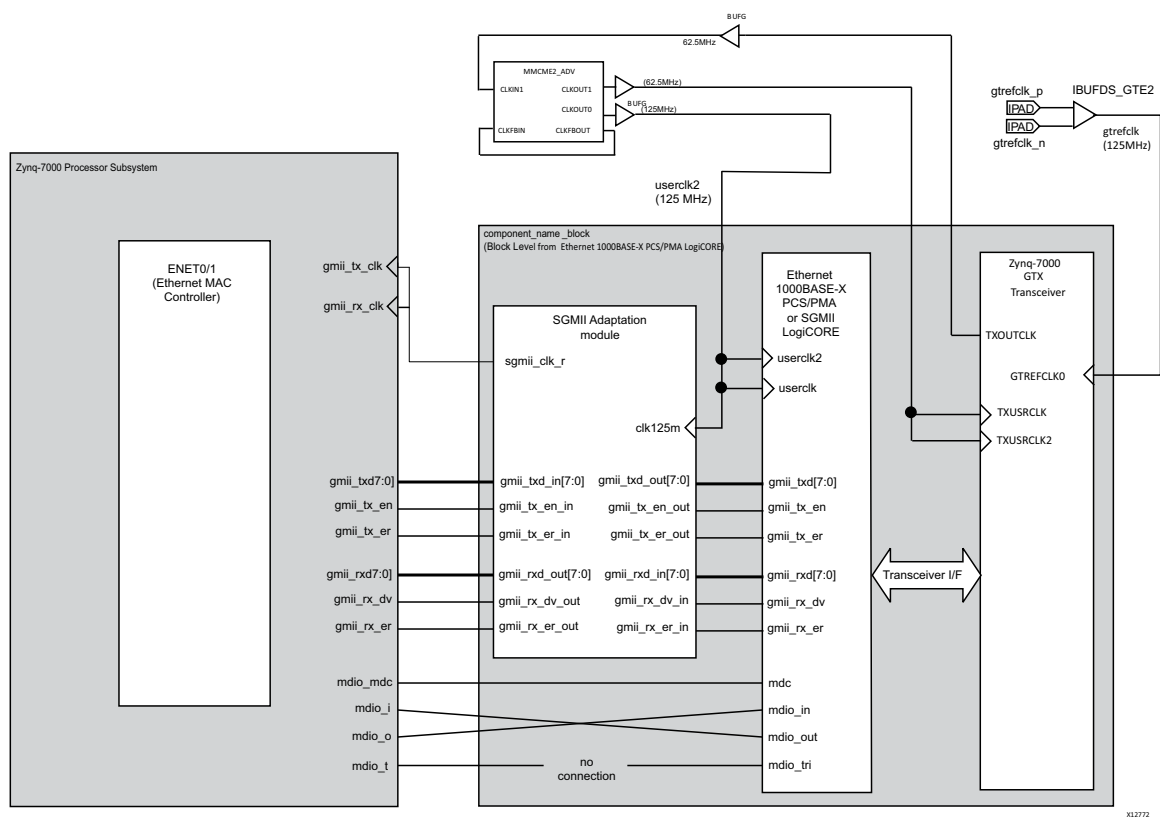 BUFG
62.5MHz
MMCME2_ADV
CLKIN1
CLKOUT1
(62.5MHz)
CLKOUT0
BUFG
(125MHz)
CLKFBIN
CLKFBOUT
gtrefclk_p
IBUFDS_GTE2
IPAD
IPAD
gtrefclk_n
gtrefclk
(125MHz)
Zynq-7000 Processor Subsystem
userclk2
(125 MHz)
component_name _block
(Block Level from Ethernet 1000BASE-X PCS/PMA LogiCORE)
ENET0/1
(Ethernet MAC
Controller)
gmii_tx_clk
gmii_rx_clk
SGMII Adaptation
module
sgmii_clk_r
clk125m
Ethernet
1000BASE-X
PCS/PMA
or SGMII
LogiCORE
userclk2
userclk
Zynq-7000
GTX
Transceiver
TXOUTCLK
GTREFCLK0
TXUSRCLK
TXUSRCLK2
gmii_txd7:0]
gmii_txd_in[7:0]
gmii_txd_out[7:0]
gmii_txd[7:0]
gmii_tx_en
gmii_tx_en_in
gmii_tx_en_out
gmii_tx_en
gmii_tx_er
gmii_tx_er_in
gmii_tx_er_out
gmii_tx_er
gmii_rxd7:0]
gmii_rxd_out[7:0]
gmii_rxd_in[7:0]
gmii_rxd[7:0]
Transceiver I/F
gmii_rx_dv
gmii_rx_dv_out
gmii_rx_dv_in
gmii_rx_dv
gmii_rx_er
gmii_rx_er_out
gmii_rx_er_in
gmii_rx_er
mdio_mdc
mdc
mdio_i
mdio_in
mdio_o
mdio_out
mdio_t
no
connection
mdio_tri
X12772